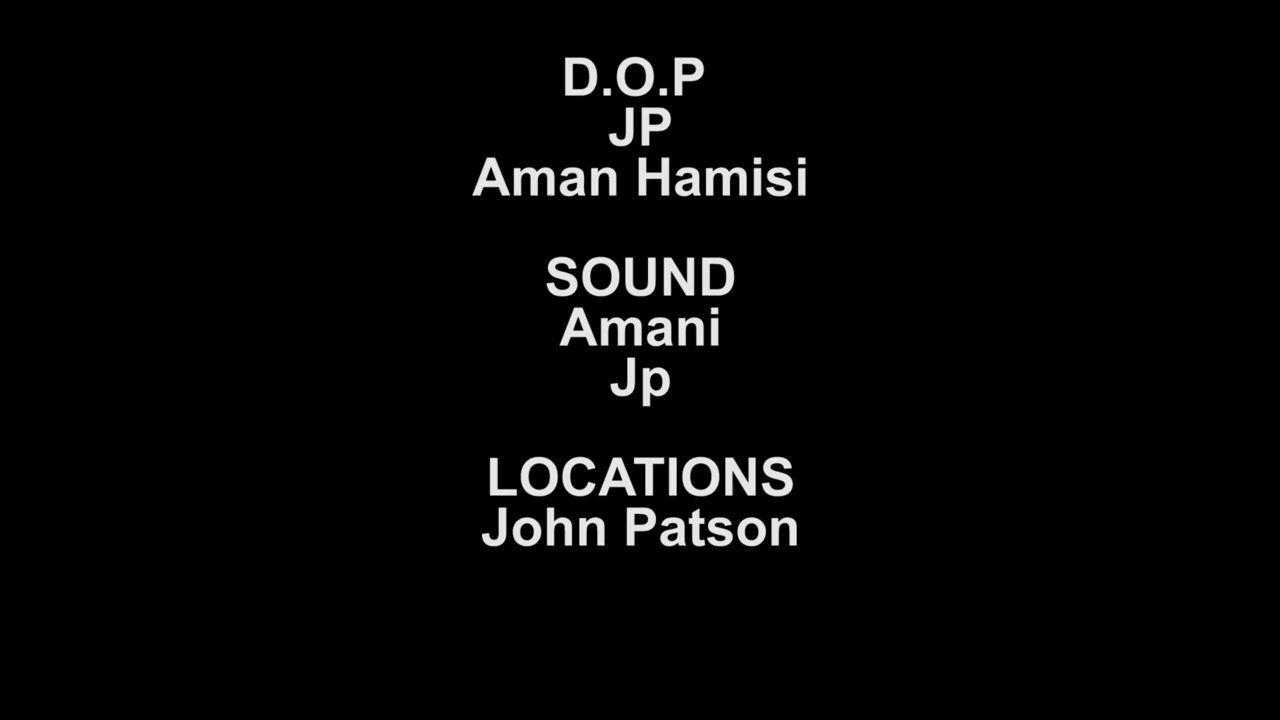 D.O.P
JP
Aman Hamisi
SOUND
Amani
Jp
LOCATIONS
John Patson